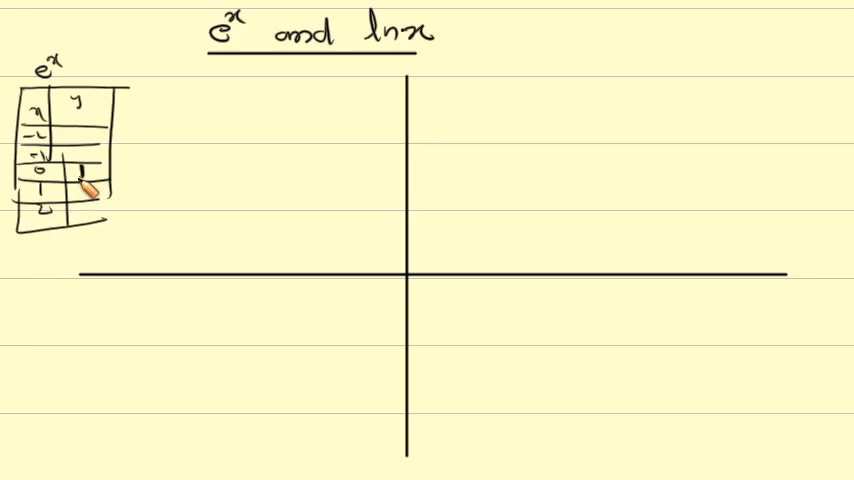 e^x and ln x
e^x
x y
-2
-1
0 1
1
2